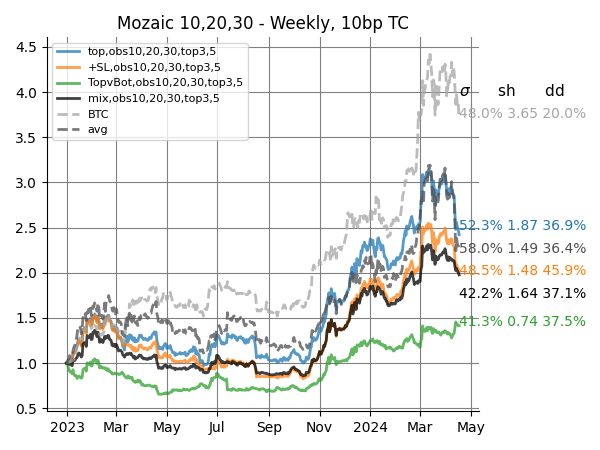 Mozaic 10,20,30 - Weekly, 10bp TC
top,obs10,20,30,top3,5
+SL,obs10,20,30,top3,5
TopvBot,obs10,20,30,top3,5
mix,obs10,20,30,top3,5
BTC
avg
σ sh dd
48.0% 3.65 20.0%
52.3% 1.87 36.9%
58.0% 1.49 36.4%
48.5% 1.48 45.9%
42.2% 1.64 37.1%
41.3% 0.74 37.5%
4.5
4.0
3.5
3.0
2.5
2.0
1.5
1.0
0.5
2023 Mar May Jul Sep Nov 2024 Mar May